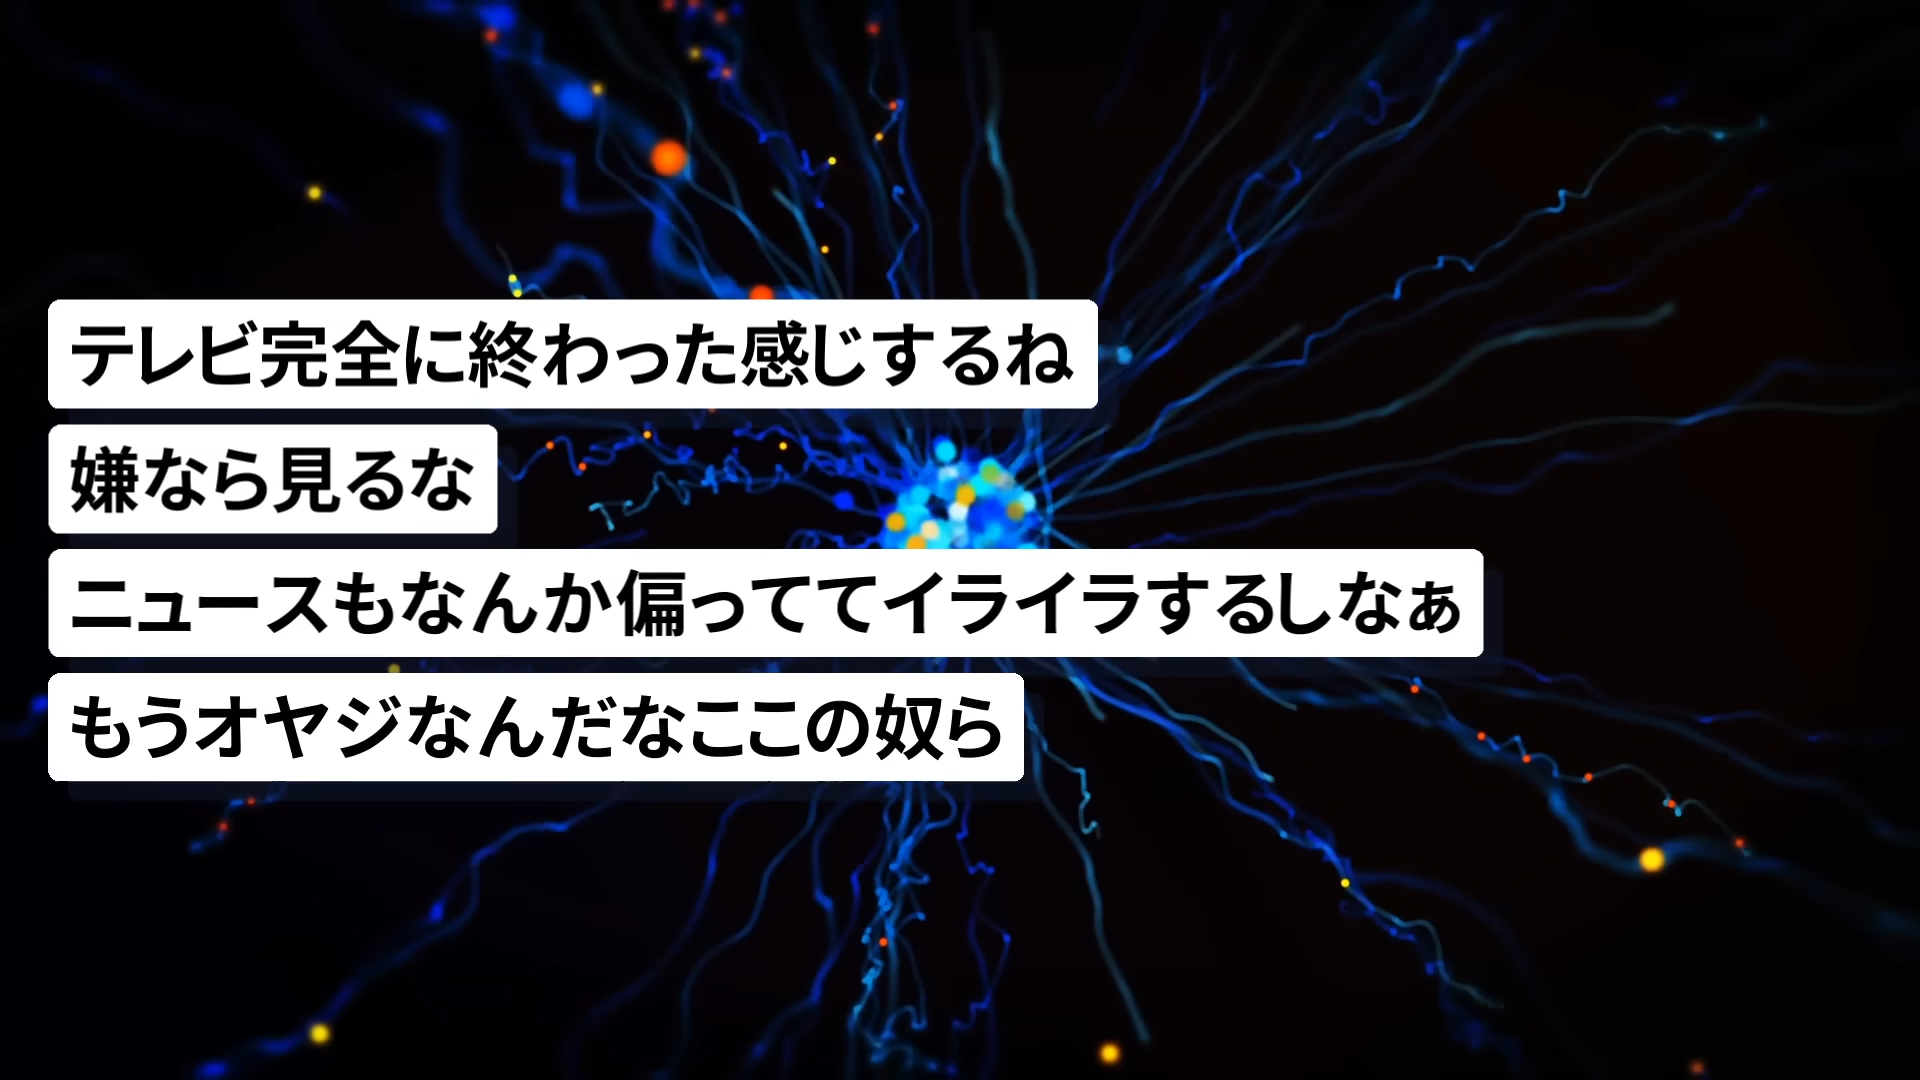 テレビ完全に終わった感じするね
嫌なら見るな
ニュースもなんか偏っててイライラするしなぁ
もうオヤジなんだなここの奴ら